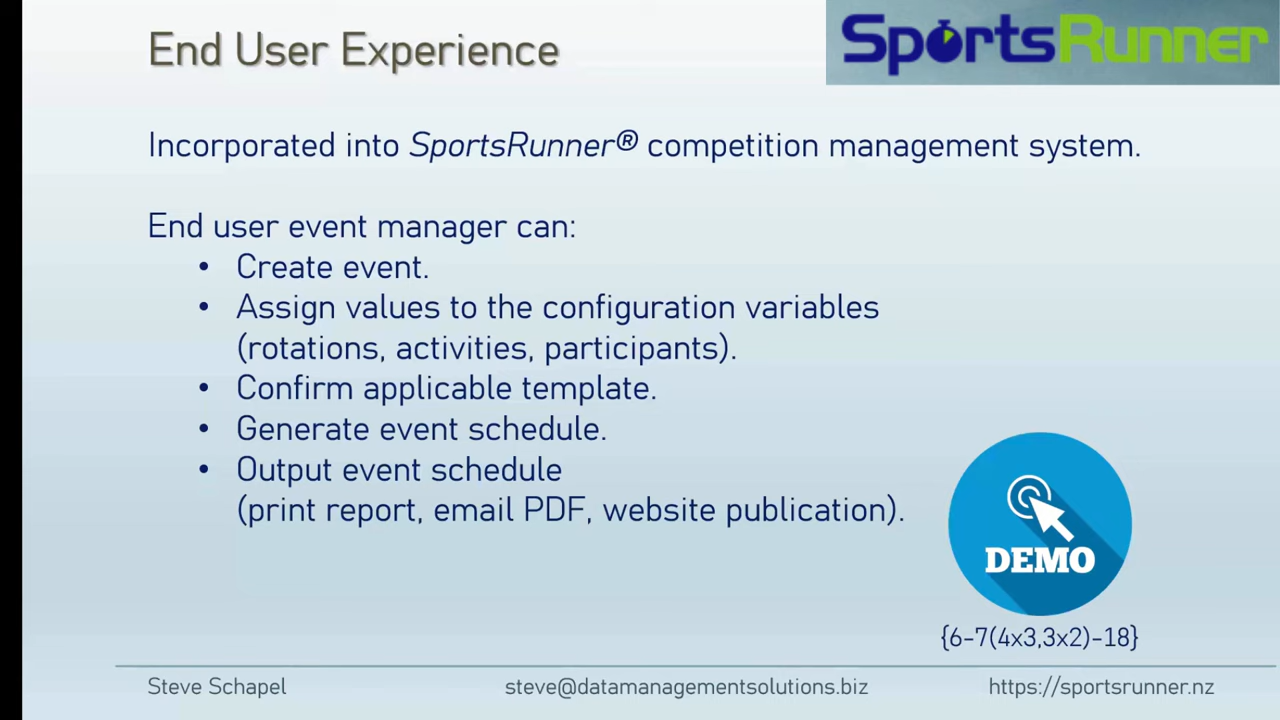 End User Experience
SportsRunner
Incorporated into SportsRunner® competition management system.
End user event manager can:
• Create event.
• Assign values to the configuration variables
(rotations, activities, participants).
• Confirm applicable template.
• Generate event schedule.
• Output event schedule
(print report, email PDF, website publication).
DEMO
{6-7(4x3,3x2)-18}
Steve Schapel
steve@datamanagementsolutions.biz
https://sportsrunner.nz